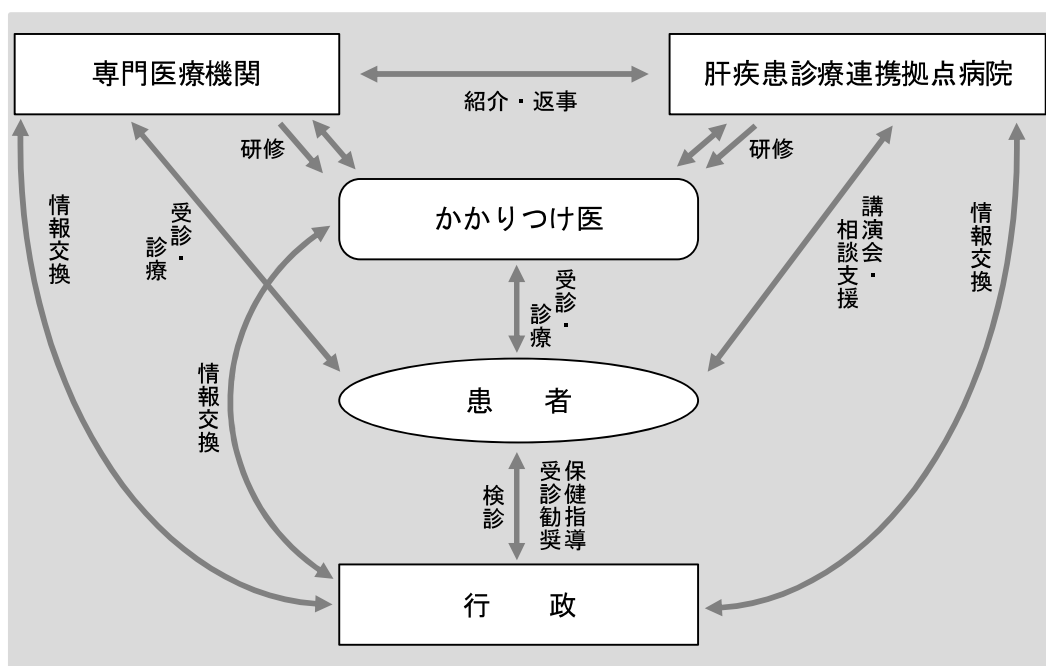 専門医療機関
肝疾患診療連携拠点病院
紹介・返事
研修
研修
かかりつけ医
情報交換
受診・
診療
講演会・
相談支援
情報交換
受診・
診療
情報交換
患　者
検診
保健指導
受診勧奨
行　政